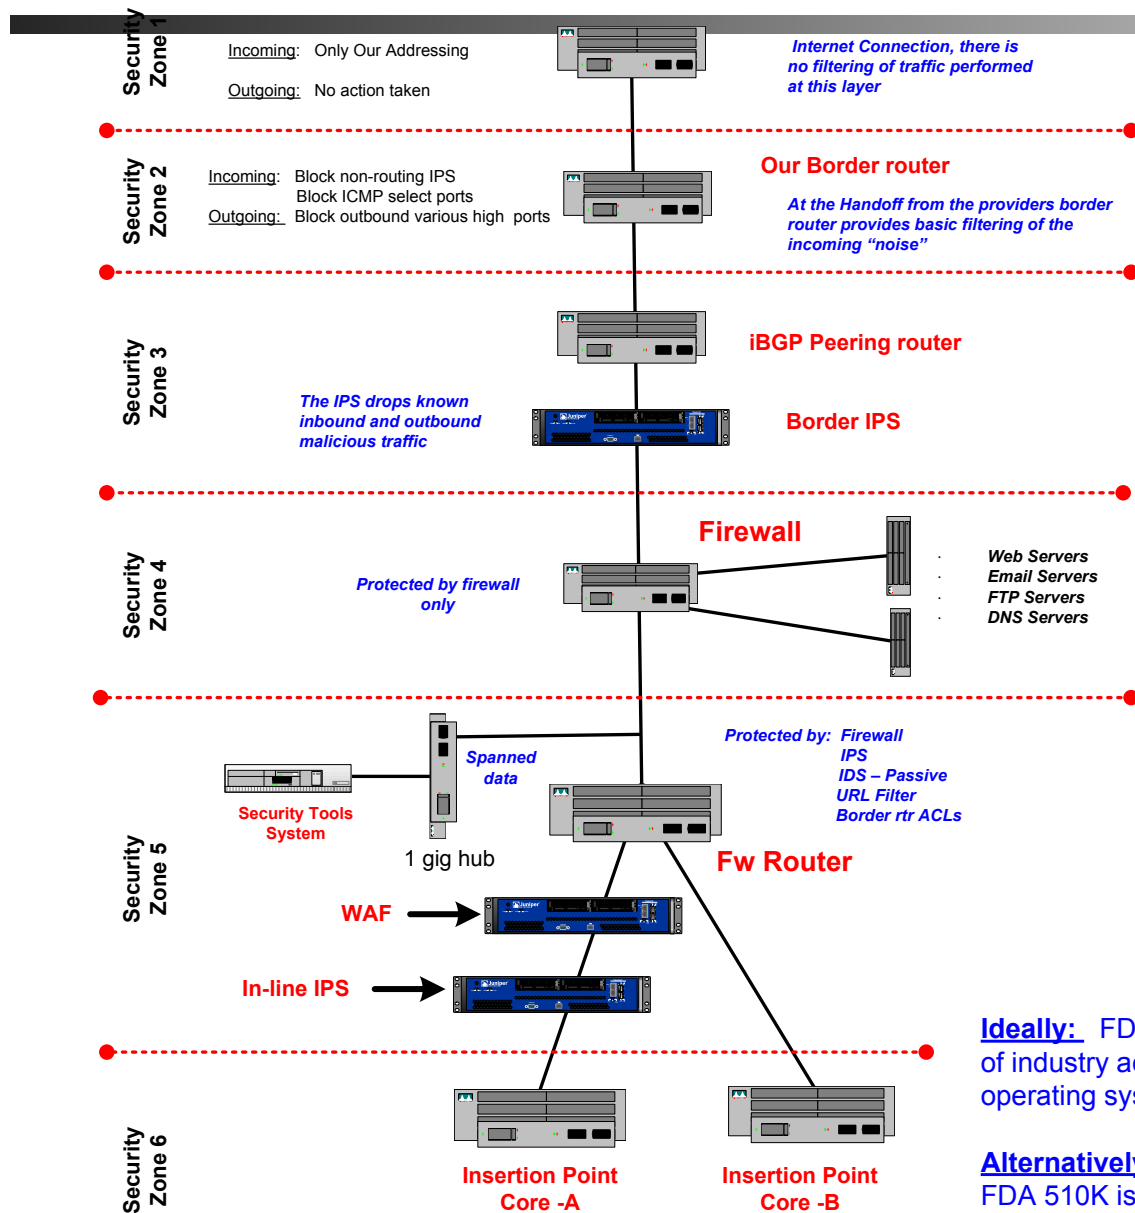 Security
Zone 1
Incoming: Only Our Addressing
Outgoing: No action taken
Internet Connection, there is
no filtering of traffic performed
at this layer
Security
Zone 2
Incoming: Block non-routing IPS
Block ICMP select ports
Outgoing: Block outbound various high ports
Our Border router
At the Handoff from the providers border
router provides basic filtering of the
incoming “noise”
Security
Zone 3
iBGP Peering router
The IPS drops known
inbound and outbound
malicious traffic
Juniper
Border IPS
Security
Zone 4
Firewall
Protected by firewall
only
· Web Servers
· Email Servers
· FTP Servers
· DNS Servers
Security
Zone 5
Spanned
data
Security Tools
System
1 gig hub
Protected by: Firewall
IPS
IDS – Passive
URL Filter
Border rtr ACLs
Fw Router
WAF
Juniper
In-line IPS
Juniper
Security
Zone 6
Insertion Point
Core -A
Insertion Point
Core -B
Ideally: FD
of industry a
operating sys
Alternatively
FDA 510K is